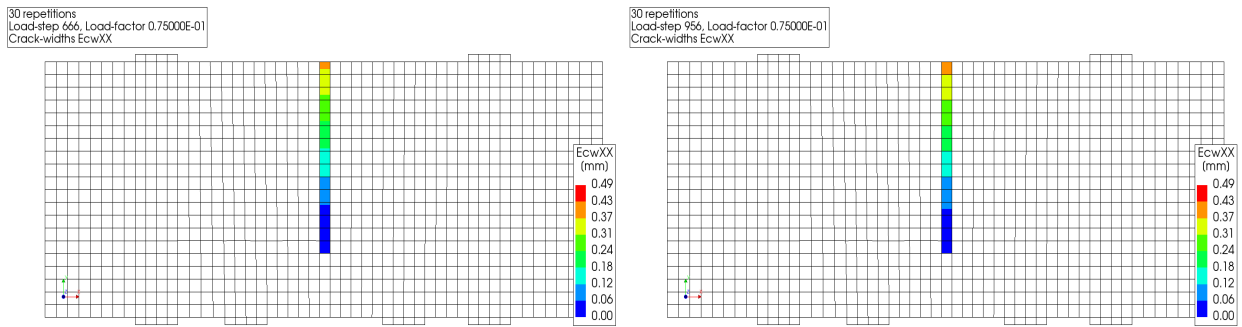 30 repetitions
Load-step 666, Load-factor 0.75000E-01
Crack-widths EcwXX
EcwXX
(mm)
0.49
0.43
0.37
0.31
0.24
0.18
0.12
0.06
0.00
30 repetitions
Load-step 956, Load-factor 0.75000E-01
Crack-widths EcwXX
EcwXX
(mm)
0.49
0.43
0.37
0.31
0.24
0.18
0.12
0.06
0.00